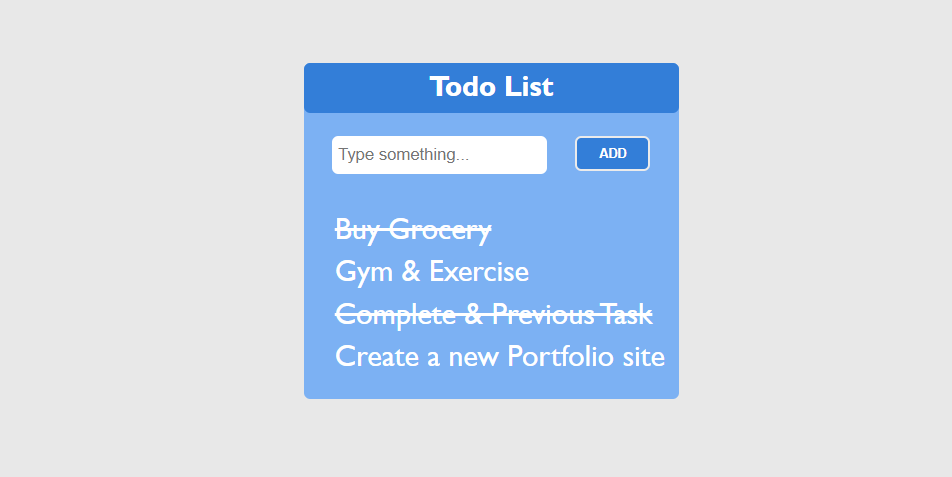 Todo List
Type something...
ADD
Buy Grocery
Gym & Exercise
Complete & Previous Task
Create a new Portfolio site